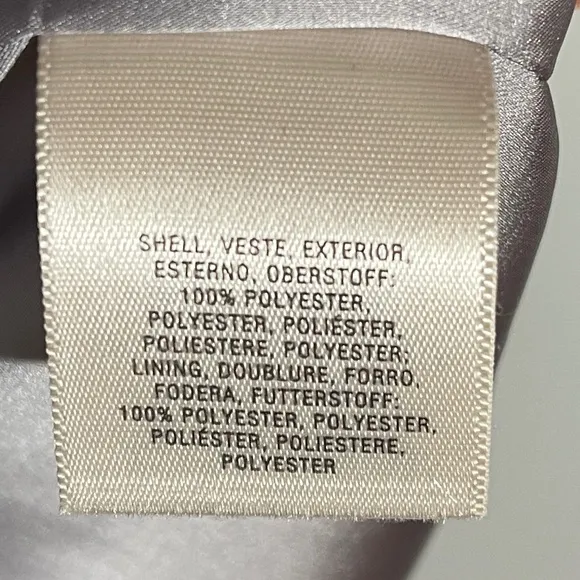 SHELL, VESTE, EXTERIOR,
ESTERNO, OBERSTOFF:
100% POLYESTER,
POLYESTER, POLIÉSTER,
POLIESTERE, POLYESTER;
LINING, DOUBLURE, FORRO,
FODERA, FUTTERSTOFF:
100% POLYESTER, POLYESTER,
POLIÉSTER, POLIESTERE,
POLYESTER